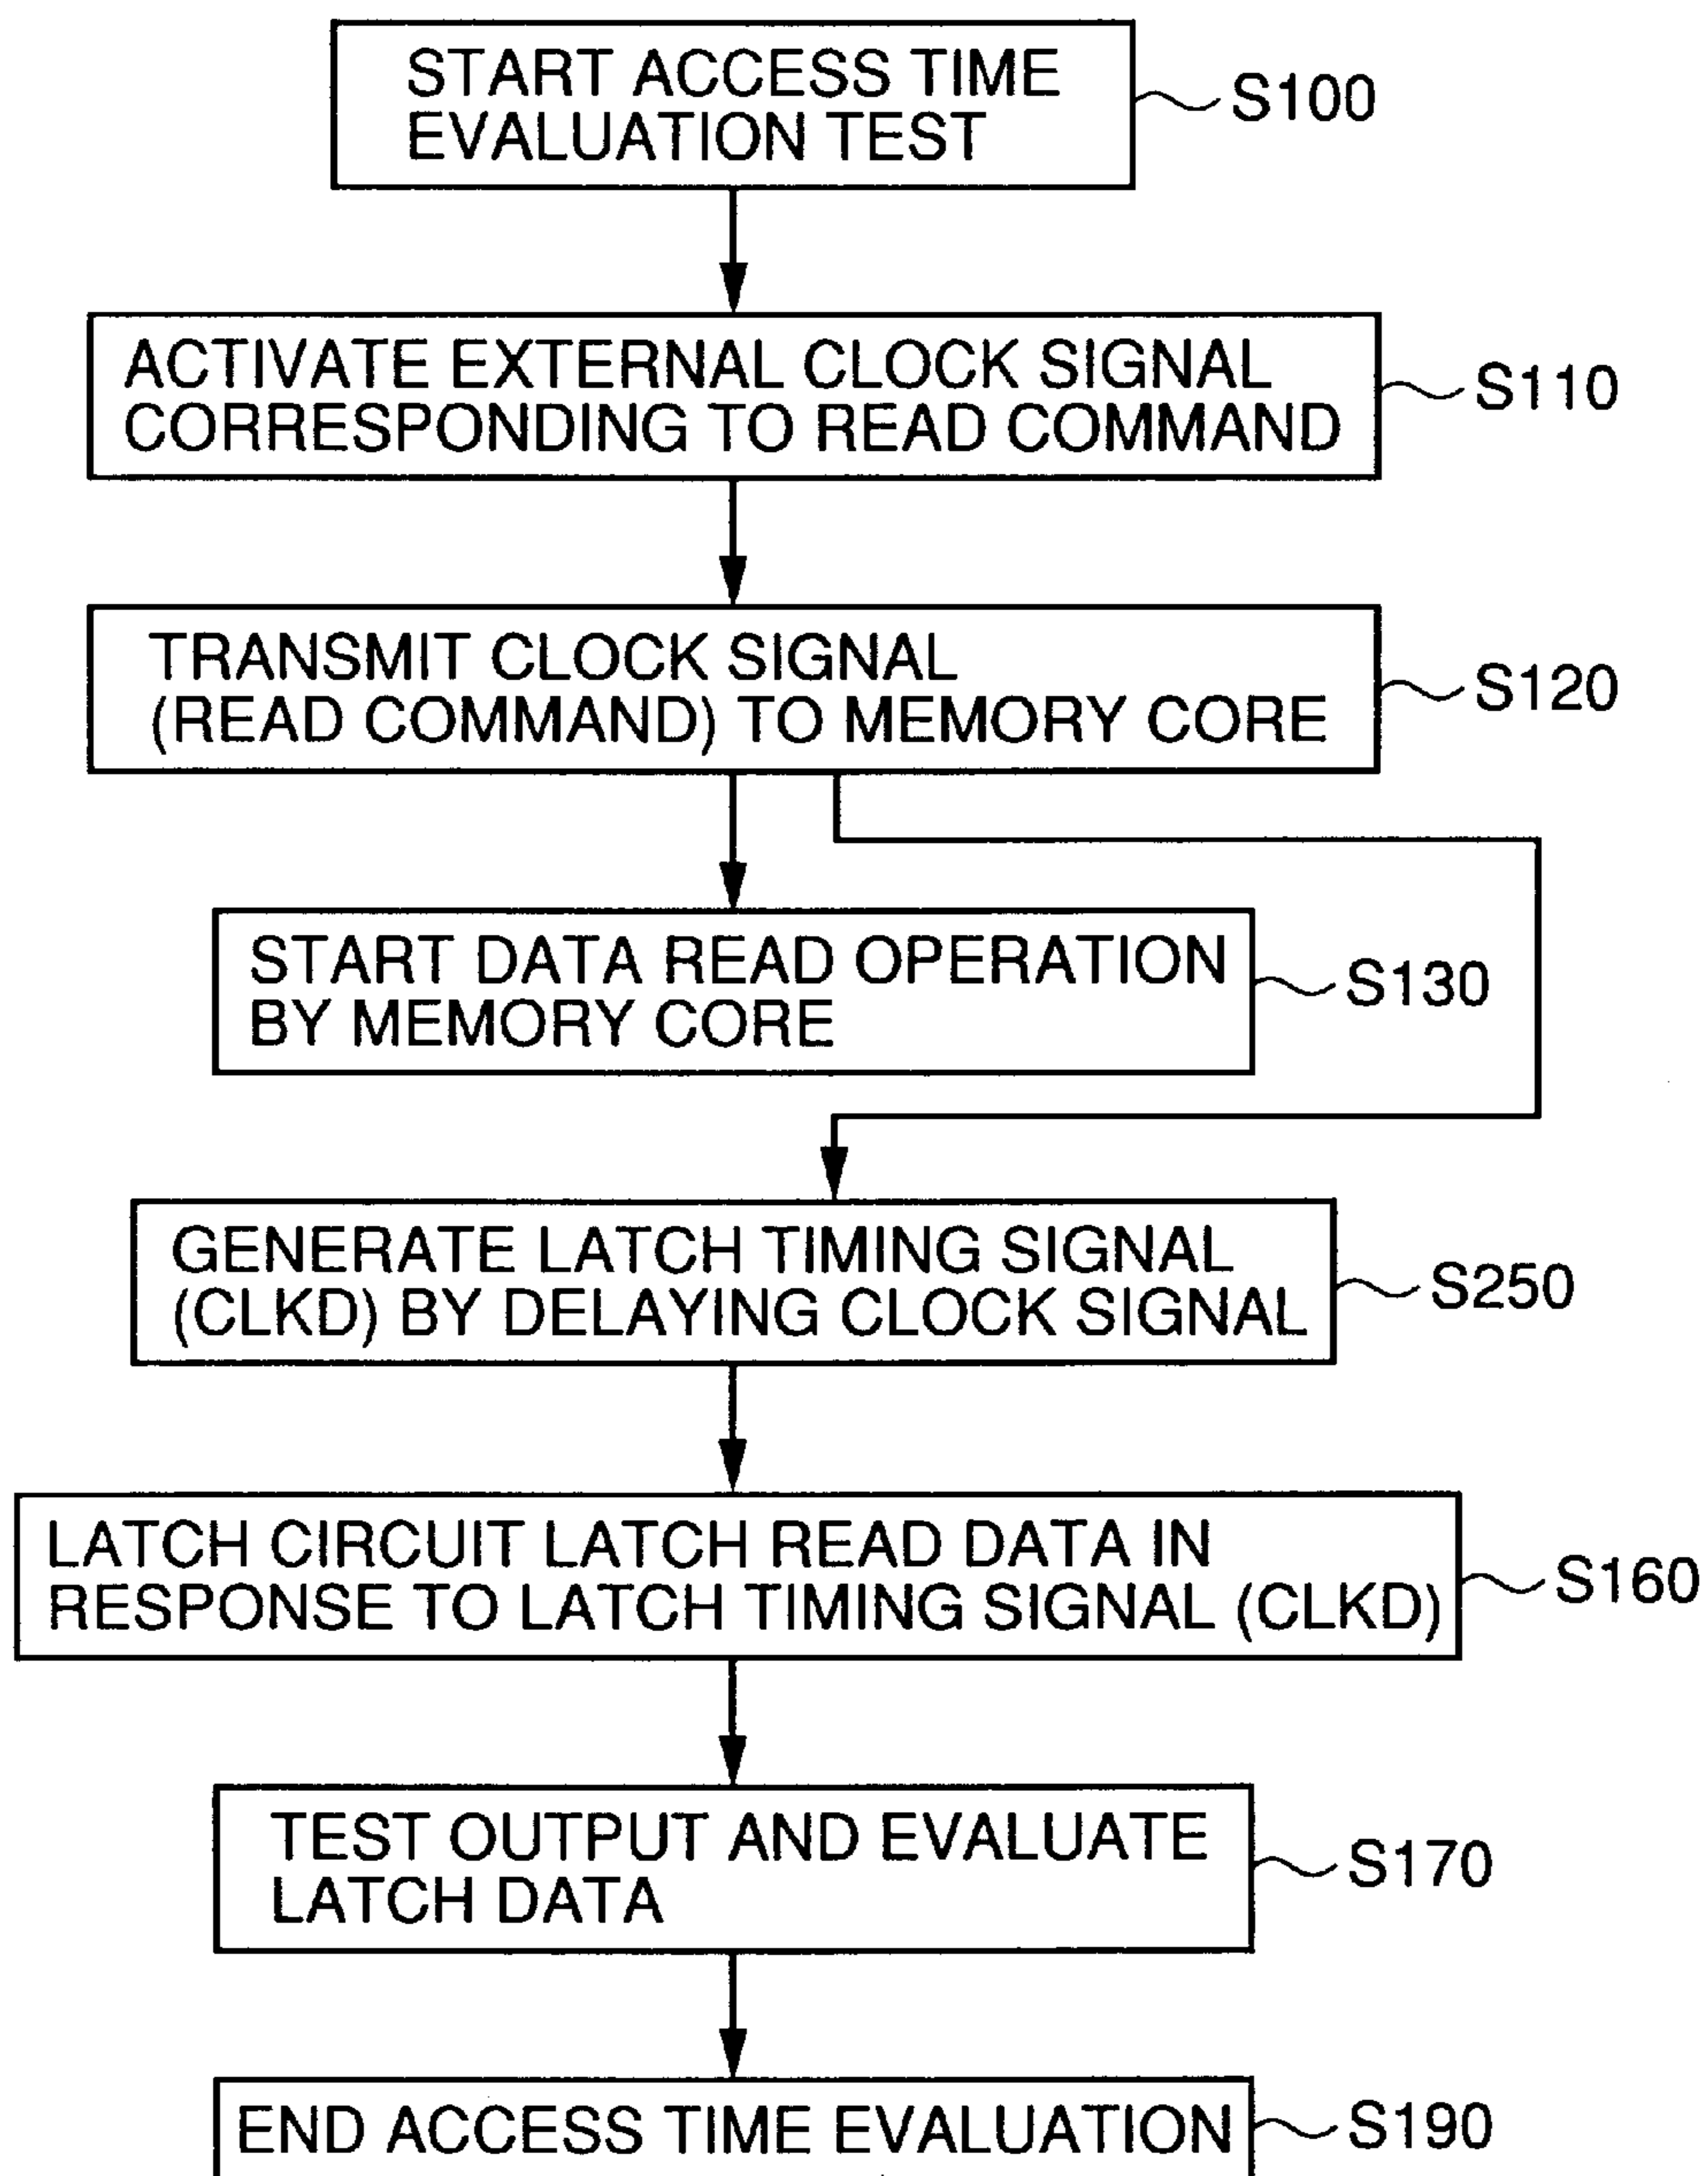 START ACCESS TIME
EVALUATION TEST
S100
ACTIVATE EXTERNAL CLOCK SIGNAL
CORRESPONDING TO READ COMMAND
S110
TRANSMIT CLOCK SIGNAL
(READ COMMAND) TO MEMORY CORE
S120
START DATA READ OPERATION
BY MEMORY CORE
S130
GENERATE LATCH TIMING SIGNAL
(CLKD) BY DELAYING CLOCK SIGNAL
S250
LATCH CIRCUIT LATCH READ DATA IN
RESPONSE TO LATCH TIMING SIGNAL (CLKD)
S160
TEST OUTPUT AND EVALUATE
LATCH DATA
S170
END ACCESS TIME EVALUATION
S190